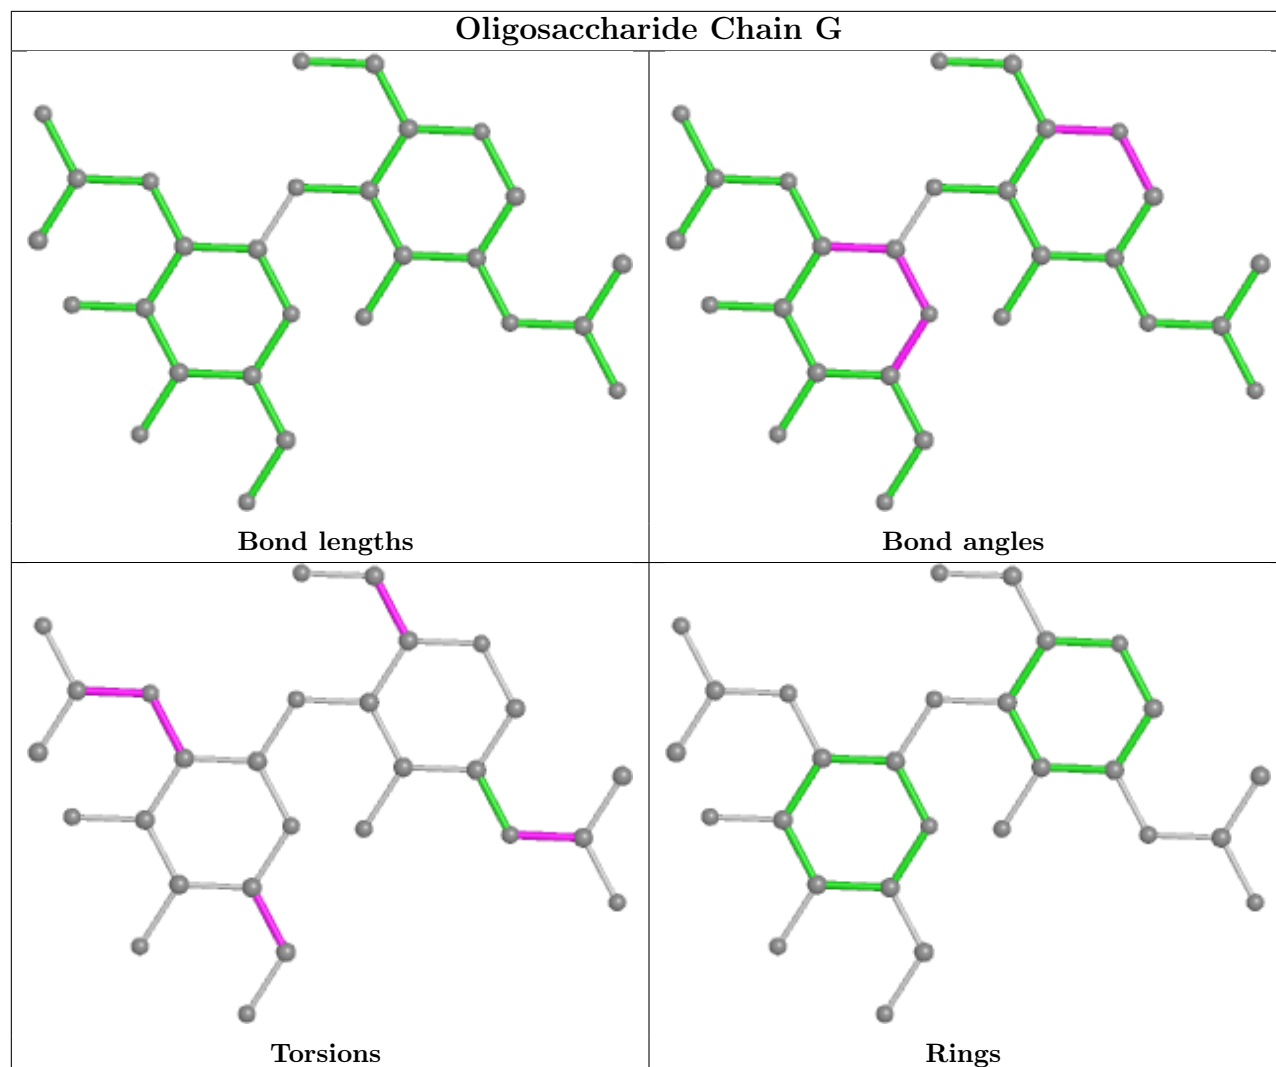 Oligosaccharide Chain G
Bond lengths
Bond angles
Torsions
Rings